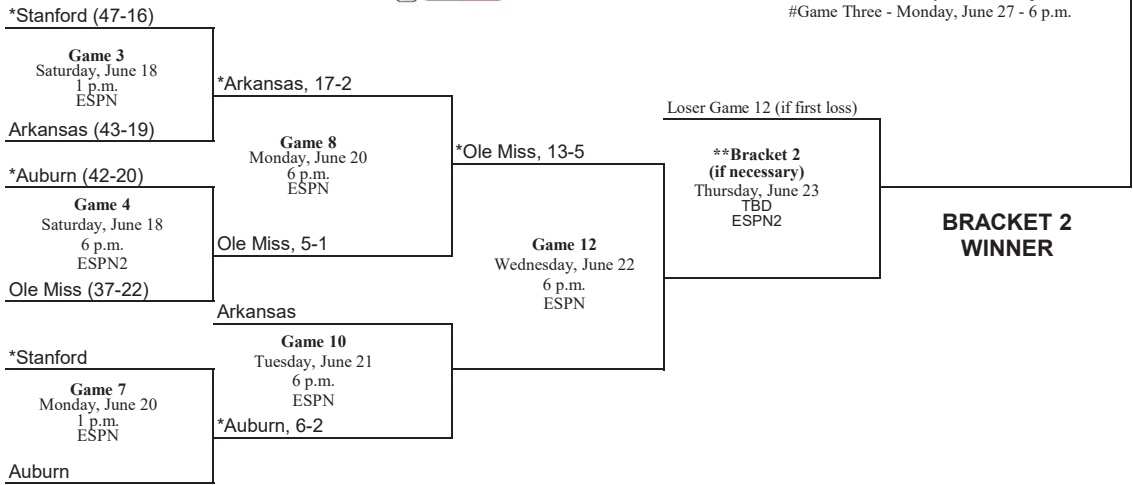 *Stanford (47-16)
#Game Three - Monday, June 27 - 6 p.m.
Game 3
Saturday, June 18
1 p.m.
ESPN
Arkansas (43-19)
*Arkansas, 17-2
*Auburn (42-20)
Game 4
Saturday, June 18
6 p.m.
ESPN2
Ole Miss (37-22)
Game 8
Monday, June 20
6 p.m.
ESPN
Ole Miss, 5-1
*Ole Miss, 13-5
Loser Game 12 (if first loss)
**Bracket 2
(if necessary)
Thursday, June 23
TBD
ESPN2
BRACKET 2
WINNER
Game 12
Wednesday, June 22
6 p.m.
ESPN
Arkansas
Game 10
Tuesday, June 21
6 p.m.
ESPN
*Auburn, 6-2
*Stanford
Game 7
Monday, June 20
1 p.m.
ESPN
Auburn